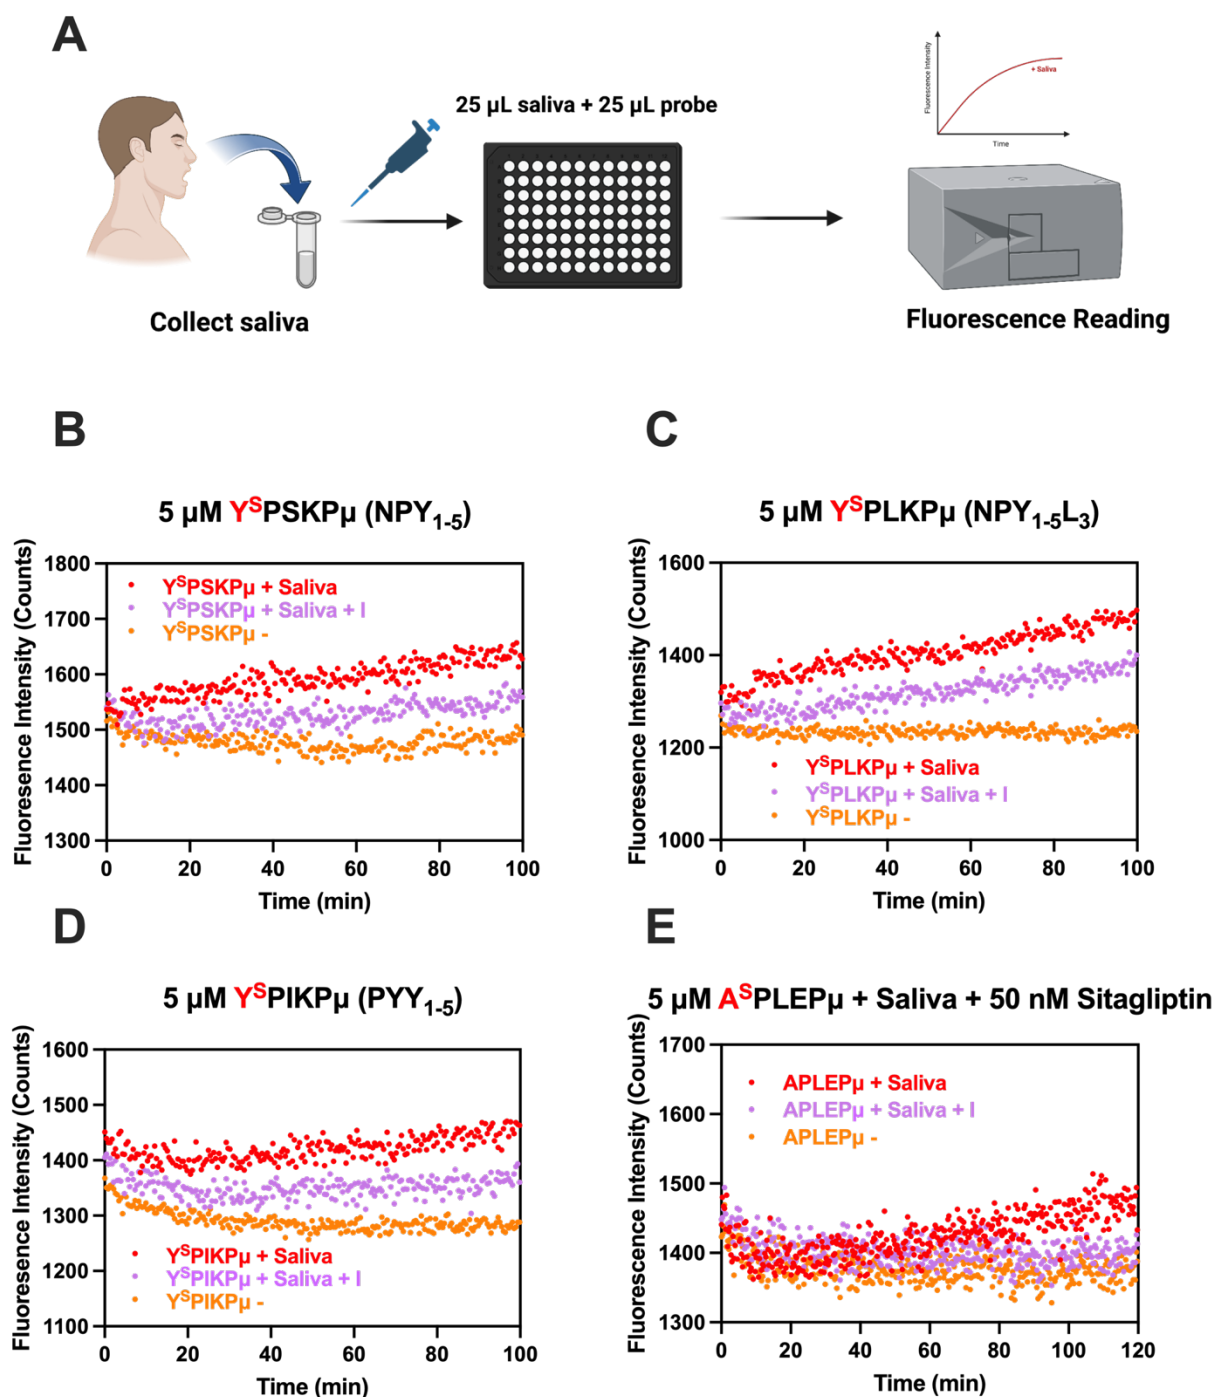 A
Fluorescence Intensity
+ Saliva
Time
25 µL saliva + 25 µL probe
Collect saliva
Fluorescence Reading
B
5 µM YSPSKPµ (NPY1-5)
Fluoresence Intensity (Counts)
1800
1700
1600
1500
1400
1300
YSPSKPµ + Saliva
YSPSKPµ + Saliva + I
YSPSKPµ -
0 20 40 60 80 100
Time (min)
C
5 µM YSPLKPµ (NPY1-5L3)
Fluoresence Intensity (Counts)
1600
1400
1200
1000
YSPLKPµ + Saliva
YSPLKPµ + Saliva + I
YSPLKPµ -
0 20 40 60 80 100
Time (min)
D
5 µM YSPIKPµ (PYY1-5)
Fluoresence Intensity (Counts)
1600
1500
1400
1300
1200
1100
YSPIKPµ + Saliva
YSPIKPµ + Saliva + I
YSPIKPµ -
0 20 40 60 80 100
Time (min)
E
5 µM ASPLEPµ + Saliva + 50 nM Sitagliptin
Fluorescence Intensity (Counts)
1700
1600
1500
1400
1300
APLEPµ + Saliva
APLEPµ + Saliva + I
APLEPµ -
0 20 40 60 80 100 120
Time (min)